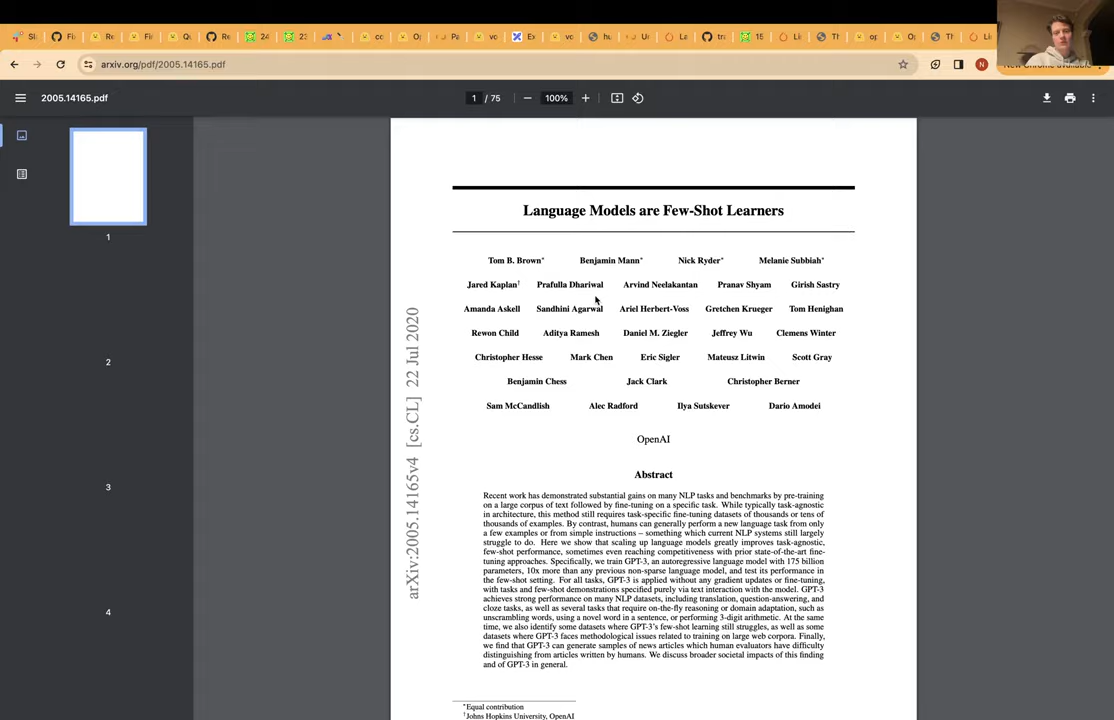 arxiv.org/pdf/2005.14165.pdf
2005.14165.pdf
1 / 75
100%
1
2
3
4
Language Models are Few-Shot Learners
Tom B. Brown* Benjamin Mann* Nick Ryder* Melanie Subbiah*
Jared Kaplan† Prafulla Dhariwal Arvind Neelakantan Pranav Shyam Girish Sastry
Amanda Askell Sandhini Agarwal Ariel Herbert-Voss Gretchen Krueger Tom Henighan
Rewon Child Aditya Ramesh Daniel M. Ziegler Jeffrey Wu Clemens Winter
Christopher Hesse Mark Chen Eric Sigler Mateusz Litwin Scott Gray
Benjamin Chess Jack Clark Christopher Berner
Sam McCandlish Alec Radford Ilya Sutskever Dario Amodei
OpenAI
Abstract
Recent work has demonstrated substantial gains on many NLP tasks and benchmarks by pre-training
on a large corpus of text followed by fine-tuning on a specific task. While typically task-agnostic
in architecture, this method still requires task-specific fine-tuning datasets of thousands or tens of
thousands of examples. By contrast, humans can generally perform a new language task from only
a few examples or from simple instructions – something which current NLP systems still largely
struggle to do. Here we show that scaling up language models greatly improves task-agnostic,
few-shot performance, sometimes even reaching competitiveness with prior state-of-the-art fine-
tuning approaches. Specifically, we train GPT-3, an autoregressive language model with 175 billion
parameters, 10x more than any previous non-sparse language model, and test its performance in
the few-shot setting. For all tasks, GPT-3 is applied without any gradient updates or fine-tuning,
with tasks and few-shot demonstrations specified purely via text interaction with the model. GPT-3
achieves strong performance on many NLP datasets, including translation, question-answering, and
cloze tasks, as well as several tasks that require on-the-fly reasoning or domain adaptation, such as
unscrambling words, using a novel word in a sentence, or performing 3-digit arithmetic. At the same
time, we also identify some datasets where GPT-3's few-shot learning still struggles, as well as some
datasets where GPT-3 faces methodological issues related to training on large web corpora. Finally,
we find that GPT-3 can generate samples of news articles which human evaluators have difficulty
distinguishing from articles written by humans. We discuss broader societal impacts of this finding
and of GPT-3 in general.
*Equal contribution
†Johns Hopkins University, OpenAI
arXiv:2005.14165v4 [cs.CL] 22 Jul 2020